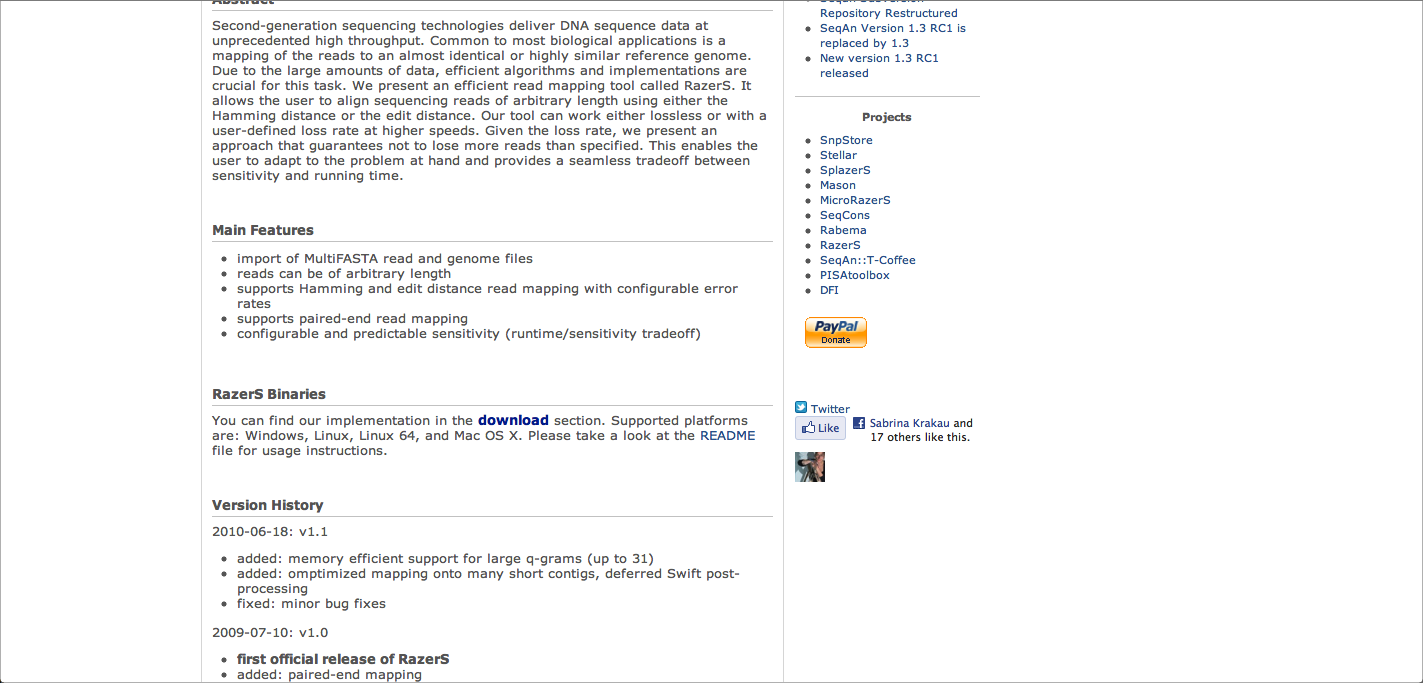 Abstract
Second-generation sequencing technologies deliver DNA sequence data at
unprecedented high throughput. Common to most biological applications is a
mapping of the reads to an almost identical or highly similar reference genome.
Due to the large amounts of data, efficient algorithms and implementations are
crucial for this task. We present an efficient read mapping tool called RazerS. It
allows the user to align sequencing reads of arbitrary length using either the
Hamming distance or the edit distance. Our tool can work either lossless or with a
user-defined loss rate at higher speeds. Given the loss rate, we present an
approach that guarantees not to lose more reads than specified. This enables the
user to adapt to the problem at hand and provides a seamless tradeoff between
sensitivity and running time.
Main Features
import of MultiFASTA read and genome files
reads can be of arbitrary length
supports Hamming and edit distance read mapping with configurable error
rates
supports paired-end read mapping
configurable and predictable sensitivity (runtime/sensitivity tradeoff)
RazerS Binaries
You can find our implementation in the download section. Supported platforms
are: Windows, Linux, Linux 64, and Mac OS X. Please take a look at the README
file for usage instructions.
Version History
2010-06-18: v1.1
added: memory efficient support for large q-grams (up to 31)
added: omptimized mapping onto many short contigs, deferred Swift post-
processing
fixed: minor bug fixes
2009-07-10: v1.0
first official release of RazerS
added: paired-end mapping
SeqAn Subversion
Repository Restructured
SeqAn Version 1.3 RC1 is
replaced by 1.3
New version 1.3 RC1
released
Projects
SnpStore
Stellar
SplazerS
Mason
MicroRazerS
SeqCons
Rabema
RazerS
SeqAn::T-Coffee
PISAtoolbox
DFI
PayPal
Donate
Twitter
Like
Sabrina Krakau and
17 others like this.